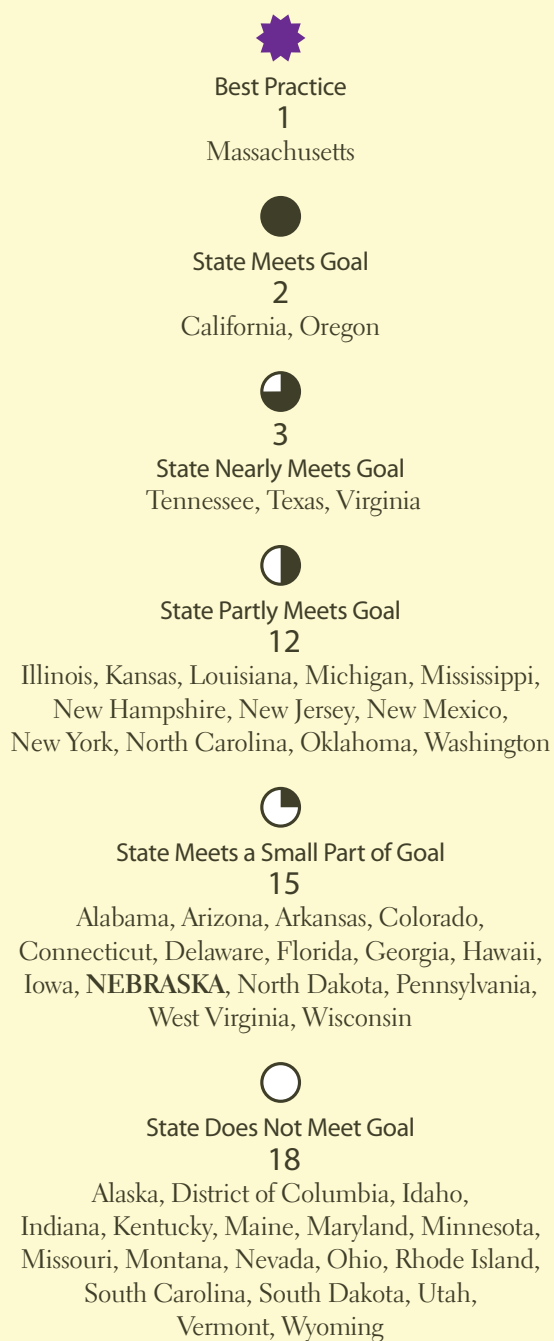 Best Practice
1
Massachusetts
State Meets Goal
2
California, Oregon
3
State Nearly Meets Goal
Tennessee, Texas, Virginia
State Partly Meets Goal
12
Illinois, Kansas, Louisiana, Michigan, Mississippi,
New Hampshire, New Jersey, New Mexico,
New York, North Carolina, Oklahoma, Washington
State Meets a Small Part of Goal
15
Alabama, Arizona, Arkansas, Colorado,
Connecticut, Delaware, Florida, Georgia, Hawaii,
Iowa, NEBRASKA, North Dakota, Pennsylvania,
West Virginia, Wisconsin
State Does Not Meet Goal
18
Alaska, District of Columbia, Idaho,
Indiana, Kentucky, Maine, Maryland, Minnesota,
Missouri, Montana, Nevada, Ohio, Rhode Island,
South Carolina, South Dakota, Utah,
Vermont, Wyoming